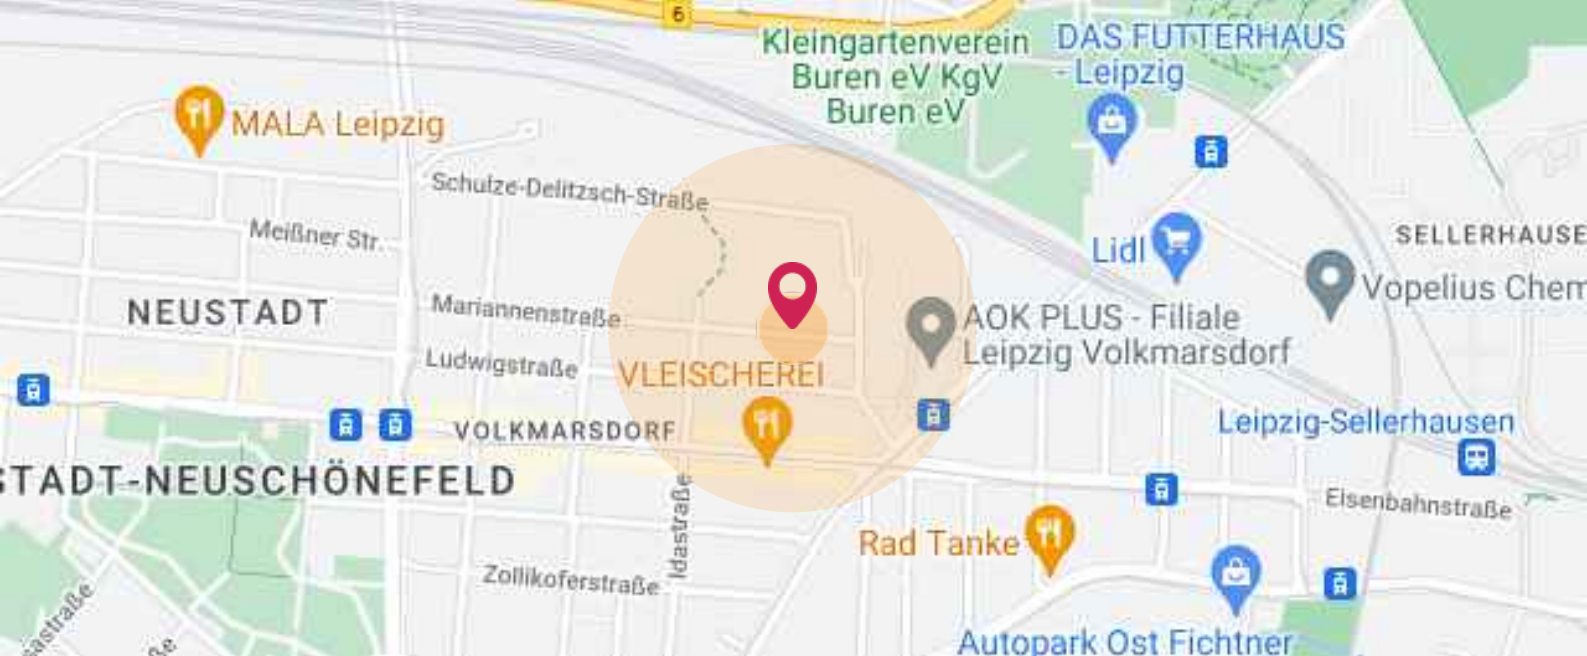 6
Kleingartenverein
Buren eV KgV
Buren eV
DAS FUTTERHAUS
- Leipzig
MALA Leipzig
Schulze-Delitzsch-Straße
Meißner Str.
Lidl
SELLERHAUSE
Vopelius Chem
NEUSTADT
Mariannenstraße
AOK PLUS - Filiale
Leipzig Volkmarsdorf
Ludwigstraße
VLEISCHEREI
VOLKMARSDORF
Leipzig-Sellerhausen
STADT-NEUSCHÖNEFELD
Eisenbahnstraße
Idastraße
Rad Tanke
Zollikoferstraße
Autopark Ost Fichtner